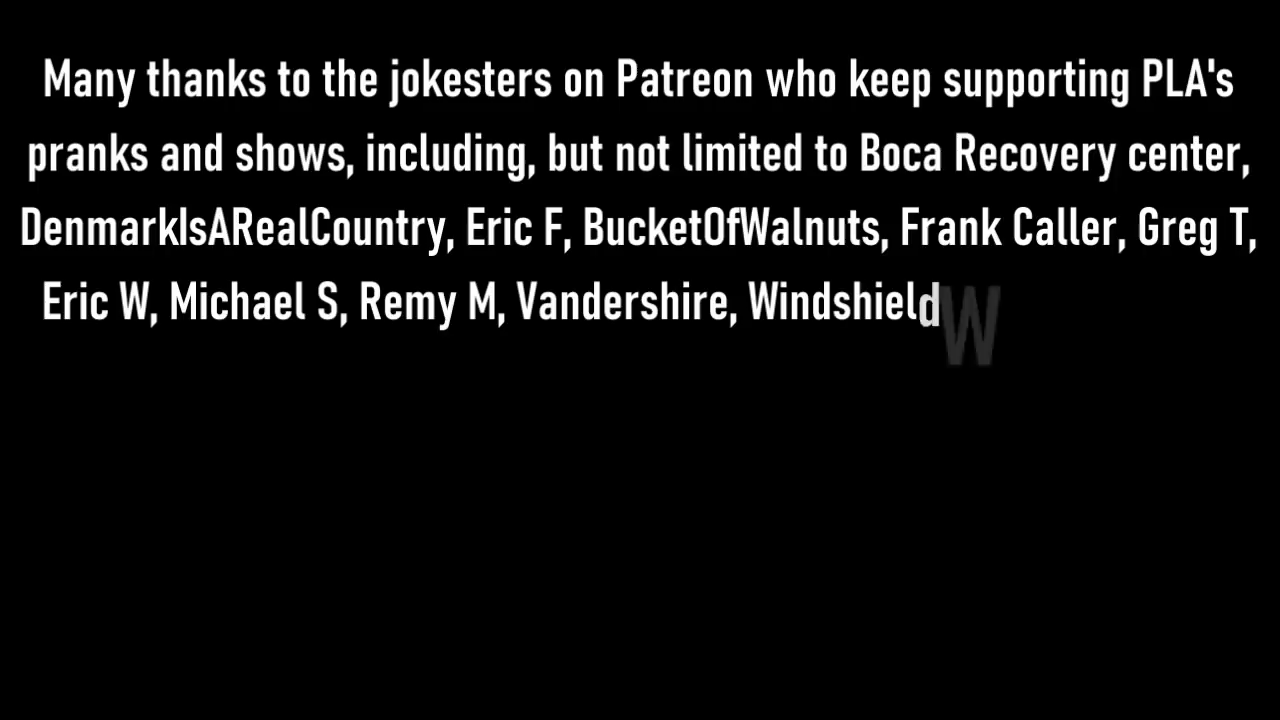 Many thanks to the jokesters on Patreon who keep supporting PLA's
pranks and shows, including, but not limited to Boca Recovery center,
DenmarkIsARealCountry, Eric F, BucketOfWalnuts, Frank Caller, Greg T,
Eric W, Michael S, Remy M, Vandershire, WindshieldW